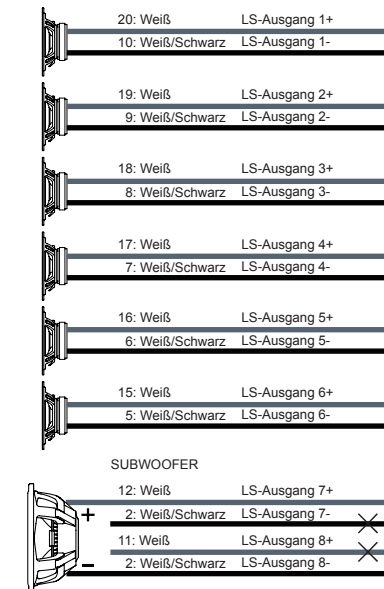 20: Weiß LS-Ausgang 1+
10: Weiß/Schwarz LS-Ausgang 1-
19: Weiß LS-Ausgang 2+
9: Weiß/Schwarz LS-Ausgang 2-
18: Weiß LS-Ausgang 3+
8: Weiß/Schwarz LS-Ausgang 3-
17: Weiß LS-Ausgang 4+
7: Weiß/Schwarz LS-Ausgang 4-
16: Weiß LS-Ausgang 5+
6: Weiß/Schwarz LS-Ausgang 5-
15: Weiß LS-Ausgang 6+
5: Weiß/Schwarz LS-Ausgang 6-
SUBWOOFER
12: Weiß LS-Ausgang 7+
+ 2: Weiß/Schwarz LS-Ausgang 7-
11: Weiß LS-Ausgang 8+
– 2: Weiß/Schwarz LS-Ausgang 8-